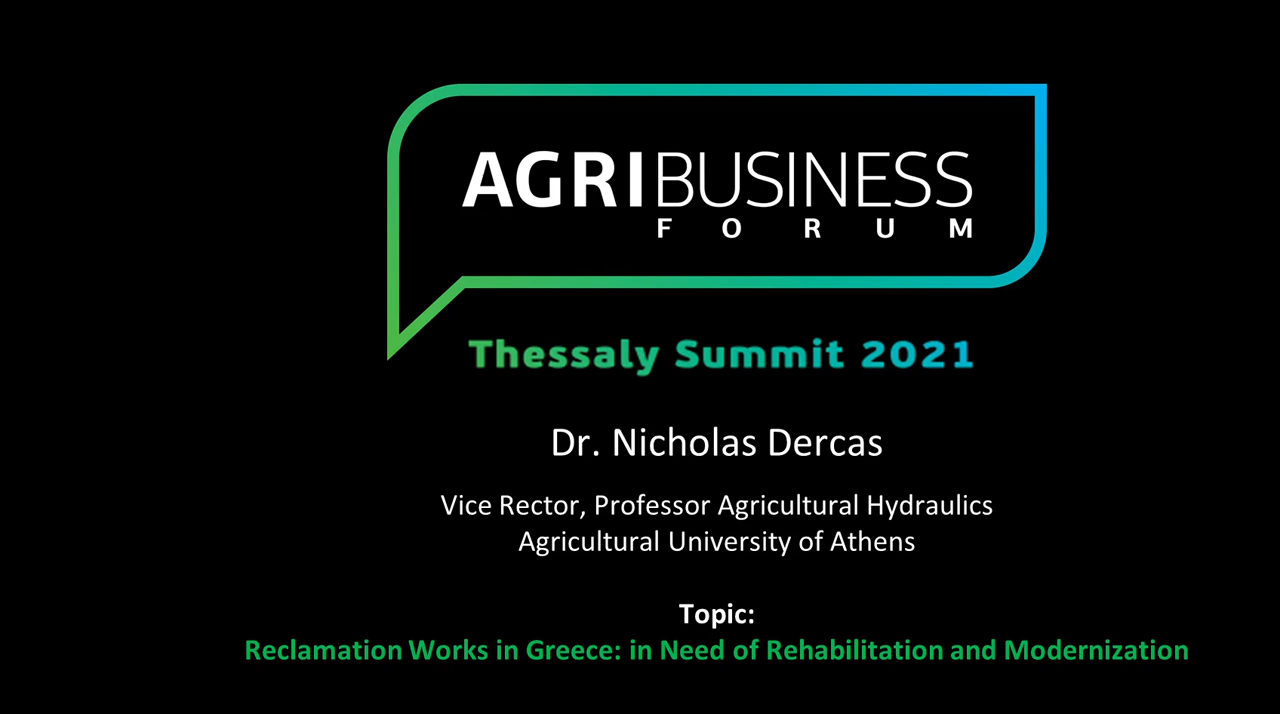 AGRIBUSINESS
FORUM
Thessaly Summit 2021
Dr. Nicholas Dercas
Vice Rector, Professor Agricultural Hydraulics
Agricultural University of Athens
Topic:
Reclamation Works in Greece: in Need of Rehabilitation and Modernization